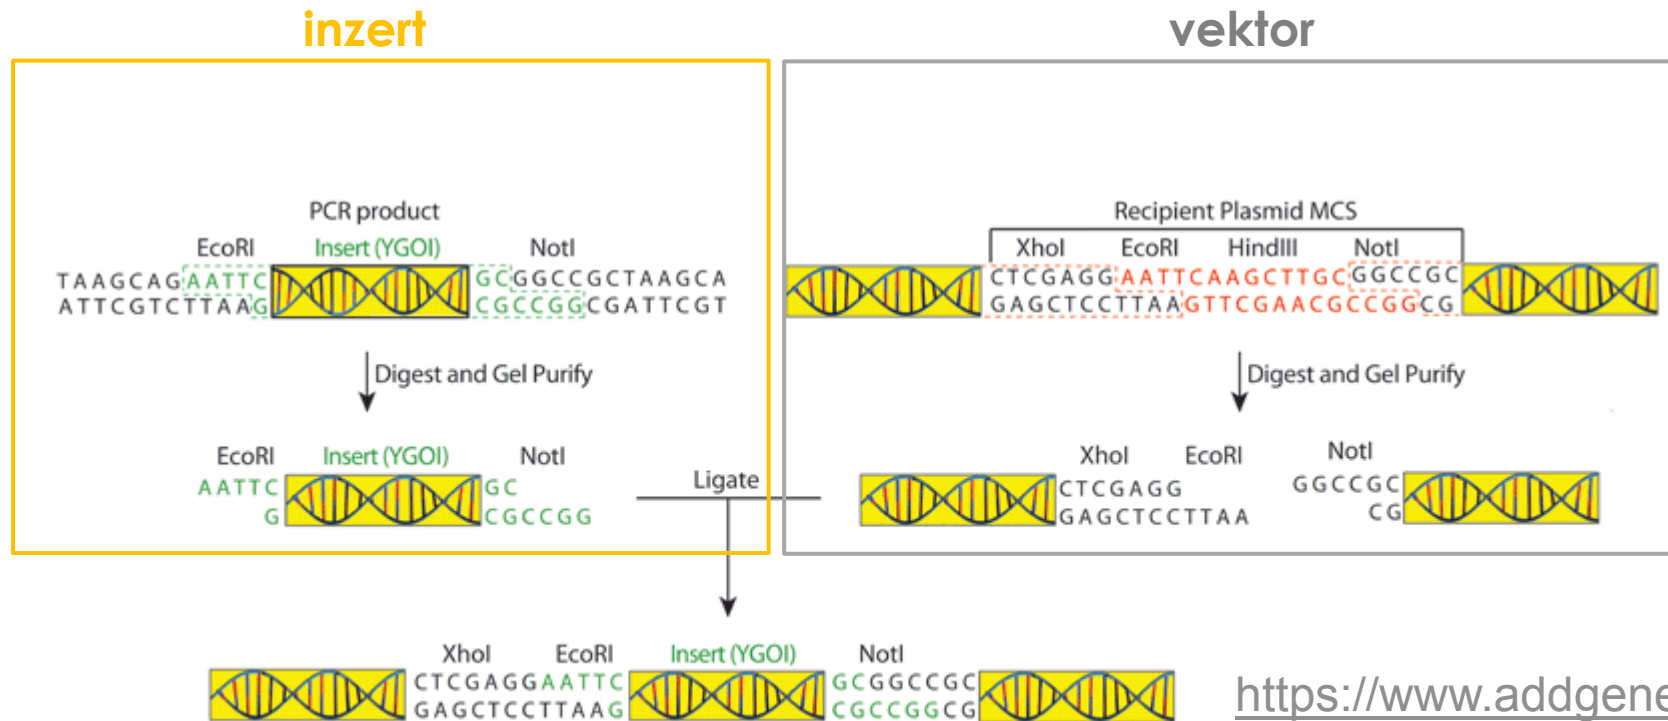 inzert
vektor
PCR product
EcoRI Insert (YGOI) NotI
TAAGCAGAATTC GCGGCCGCTAAGCA
ATTCGTCTTAAG CGCCGGCGATTCGT
Digest and Gel Purify
EcoRI Insert (YGOI) NotI
AATTC GC
G CGCCGG
Recipient Plasmid MCS
XhoI EcoRI HindIII NotI
CTCGAGGAATTCAAGCTTGCGGCCGC
GAGCTCCTTAAGTTCGAACGCCGGCG
Digest and Gel Purify
XhoI EcoRI NotI
CTCGAGG GGCCGC
GAGCTCCTTAA CG
Ligate
XhoI EcoRI Insert (YGOI) NotI
CTCGAGGAATTC GCGGCCGC
GAGCTCCTTAAG CGCCGGCG
https://www.addgene